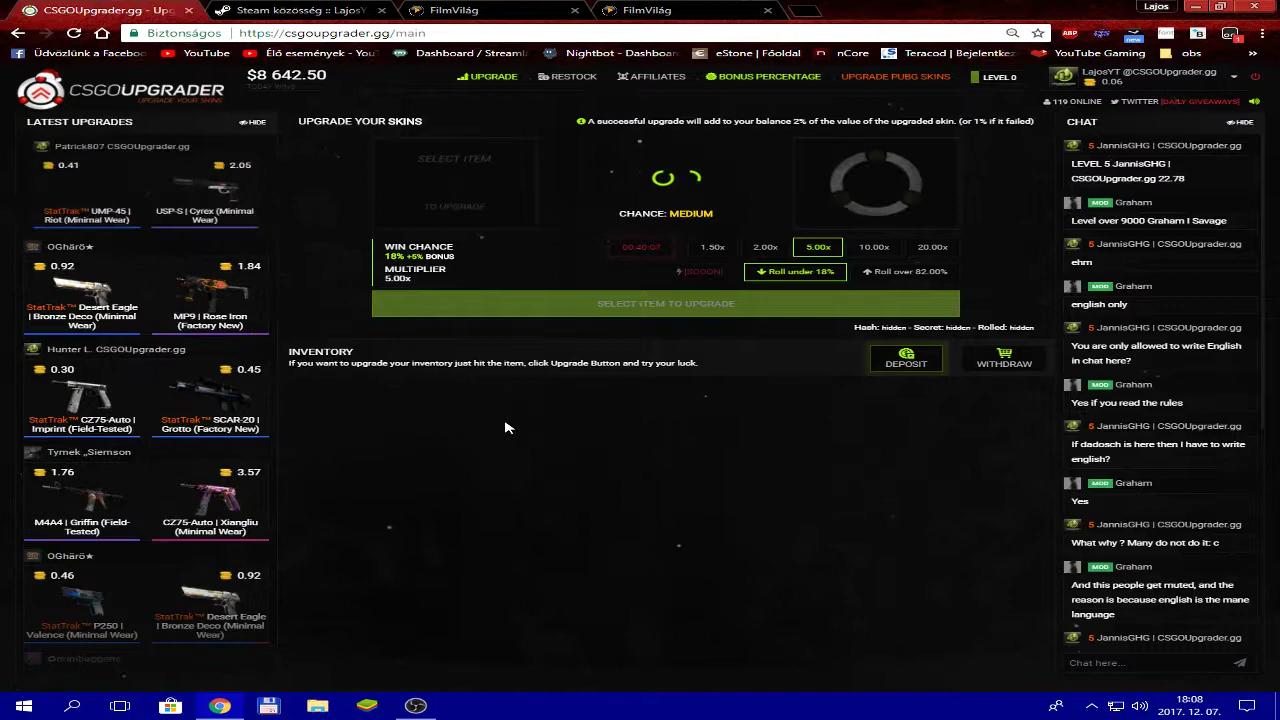 CSGOUpgrader.gg - Upg
Steam közösség :: LajosY
FilmVilág
FilmVilág
Lajos
Biztonságos
https://csgoupgrader.gg/main
ABP
new
font
Üdvözlünk a Faceboo
YouTube
Élő események - You
Dashboard / Streaml
Nightbot - Dashboar
eStone | Főoldal
nCore
Teracod | Bejelentkez
YouTube Gaming
obs
CSGOUPGRADER
UPGRADE YOUR SKINS
$8 642.50
TODAY WINS
UPGRADE
RESTOCK
AFFILIATES
BONUS PERCENTAGE
UPGRADE PUBG SKINS
LEVEL 0
LajosYT @CSGOUpgrader.gg
0.06
119 ONLINE
TWITTER [DAILY GIVEAWAYS]
LATEST UPGRADES
HIDE
Patrick807 CSGOUpgrader.gg
0.41
2.05
StatTrak™ UMP-45 |
Riot (Minimal Wear)
USP-S | Cyrex (Minimal
Wear)
OGhärö★
0.92
1.84
StatTrak™ Desert Eagle
| Bronze Deco (Minimal
Wear)
MP9 | Rose Iron
(Factory New)
Hunter L. CSGOUpgrader.gg
0.30
0.45
StatTrak™ CZ75-Auto |
Imprint (Field-Tested)
StatTrak™ SCAR-20 |
Grotto (Factory New)
Tymek „Siemson
1.76
3.57
M4A4 | Griffin (Field-
Tested)
CZ75-Auto | Xiangliu
(Minimal Wear)
OGhärö★
0.46
0.92
StatTrak™ P250 |
Valence (Minimal Wear)
StatTrak™ Desert Eagle
| Bronze Deco (Minimal
Wear)
UPGRADE YOUR SKINS
A successful upgrade will add to your balance 2% of the value of the upgraded skin. (or 1% if it failed)
SELECT ITEM
TO UPGRADE
CHANCE: MEDIUM
WIN CHANCE
18% +5% BONUS
MULTIPLIER
5.00x
00:40:07
1.50x
2.00x
5.00x
10.00x
20.00x
[SOOON]
Roll under 18%
Roll over 82.00%
SELECT ITEM TO UPGRADE
Hash: hidden - Secret: hidden - Rolled: hidden
INVENTORY
If you want to upgrade your inventory just hit the item, click Upgrade Button and try your luck.
DEPOSIT
WITHDRAW
CHAT
HIDE
5 JannisGHG | CSGOUpgrader.gg
LEVEL 5 JannisGHG |
CSGOUpgrader.gg 22.78
MOD Graham
Level over 9000 Graham I Savage
5 JannisGHG | CSGOUpgrader.gg
ehm
MOD Graham
english only
5 JannisGHG | CSGOUpgrader.gg
You are only allowed to write English
in chat here?
MOD Graham
Yes if you read the rules
5 JannisGHG | CSGOUpgrader.gg
If dadosch is here then I have to write
english?
MOD Graham
Yes
5 JannisGHG | CSGOUpgrader.gg
What why ? Many do not do it: c
MOD Graham
And this people get muted, and the
reason is because english is the mane
language
5 JannisGHG | CSGOUpgrader.gg
Chat here...
18:08
2017. 12. 07.